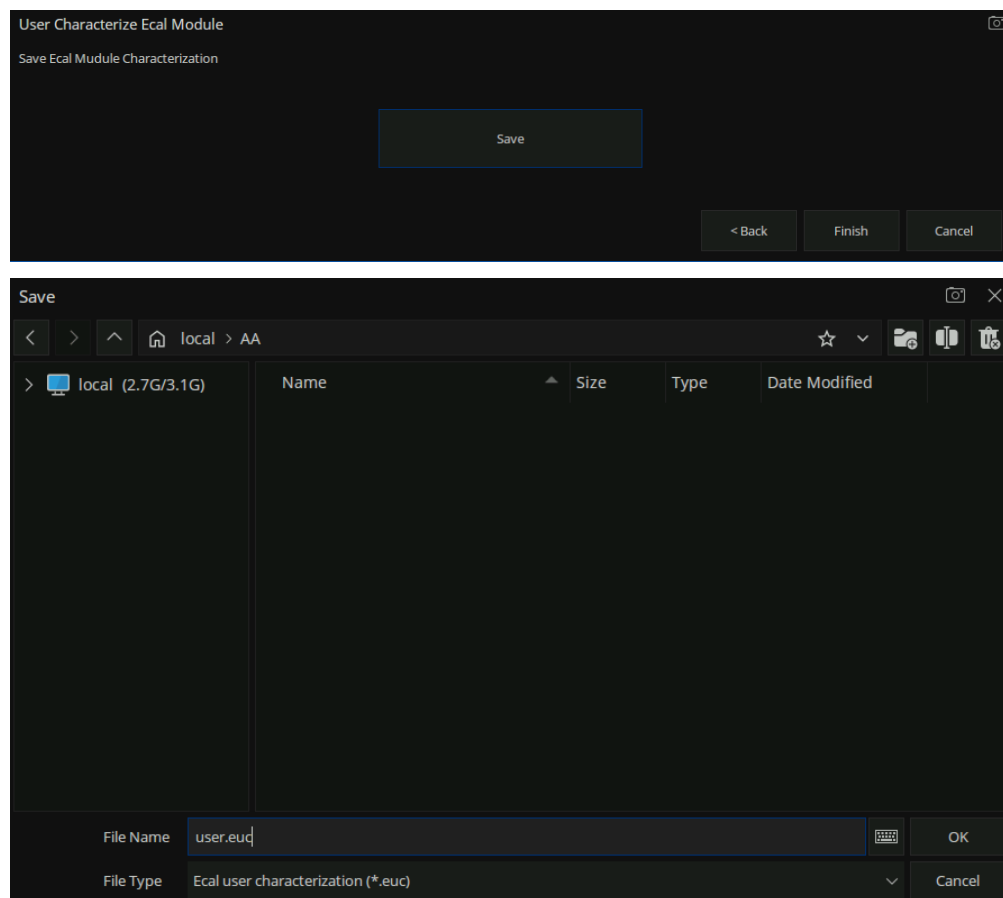 User Characterize Ecal Module
Save Ecal Mudule Characterization
Save
< Back Finish Cancel
Save
local > AA
local (2.7G/3.1G)
Name Size Type Date Modified
File Name user.euc OK
File Type Ecal user characterization (*.euc) Cancel